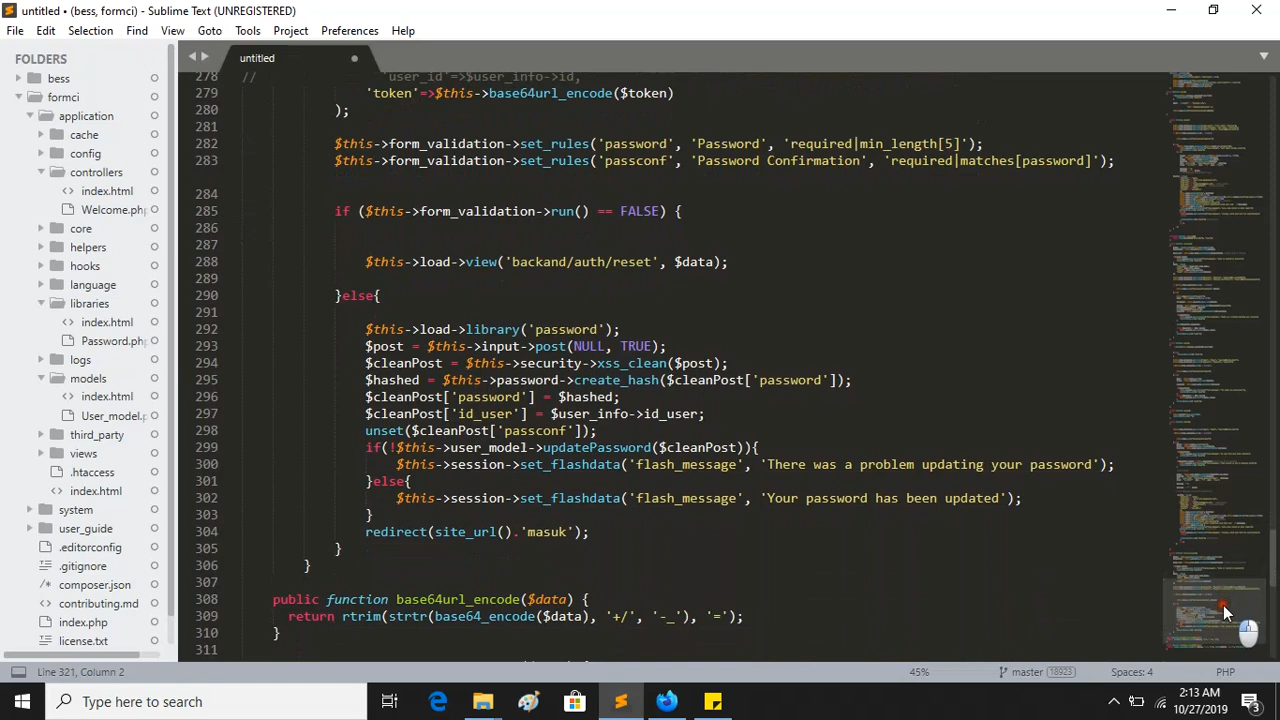 untitled • (bess, formci) - Sublime Text (UNREGISTERED)
File Edit Selection Find View Goto Tools Project Preferences Help
FOLDERS
bess
formci
application
cache
config
controllers
index.html
Welcome.ph
core
helpers
hooks
language
libraries
index.html
Password.ph
logs
models
index.html
User_model.
third_party
views
.htaccess
index.html
system
user_guide
.editorconfig
.gitignore
composer.json
contributing.md
index.php
license.txt
untitled
278 // 'user_id'=>$user_info->id,
279 'token'=>$this->base64url_encode($token)
280 );
281
282 $this->form_validation->set_rules('password', 'Password', 'required|min_length[5]');
283 $this->form_validation->set_rules('passconf', 'Password Confirmation', 'required|matches[password]');
284
285 if ($this->form_validation->run() == FALSE) {
286
287
288 $this->load->view('backand/auth/reset', $data);
289
290 }else{
291
292 $this->load->library('password');
293 $post = $this->input->post(NULL, TRUE);
294 $cleanPost = $this->security->xss_clean($post);
295 $hashed = $this->password->create_hash($cleanPost['password']);
296 $cleanPost['password'] = $hashed;
297 $cleanPost['id_user'] = $user_info->id_user;
298 unset($cleanPost['passconf']);
299 if(!$this->user_model->updatePassword($cleanPost)){
300 $this->session->set_flashdata('flash_message', 'There was a problem updating your password');
301 }else{
302 $this->session->set_flashdata('flash_message', 'Your password has been updated');
303 }
304 redirect(site_url().'masuk');
305 }
306 }
307
308 public function base64url_encode($data) {
309 return rtrim(strtr(base64_encode($data), '+/', '-_'), '=');
310 }
311
Line 321, Column 2
45%
master 18923
Spaces: 4
PHP
Type here to search
2:13 AM
10/27/2019
3